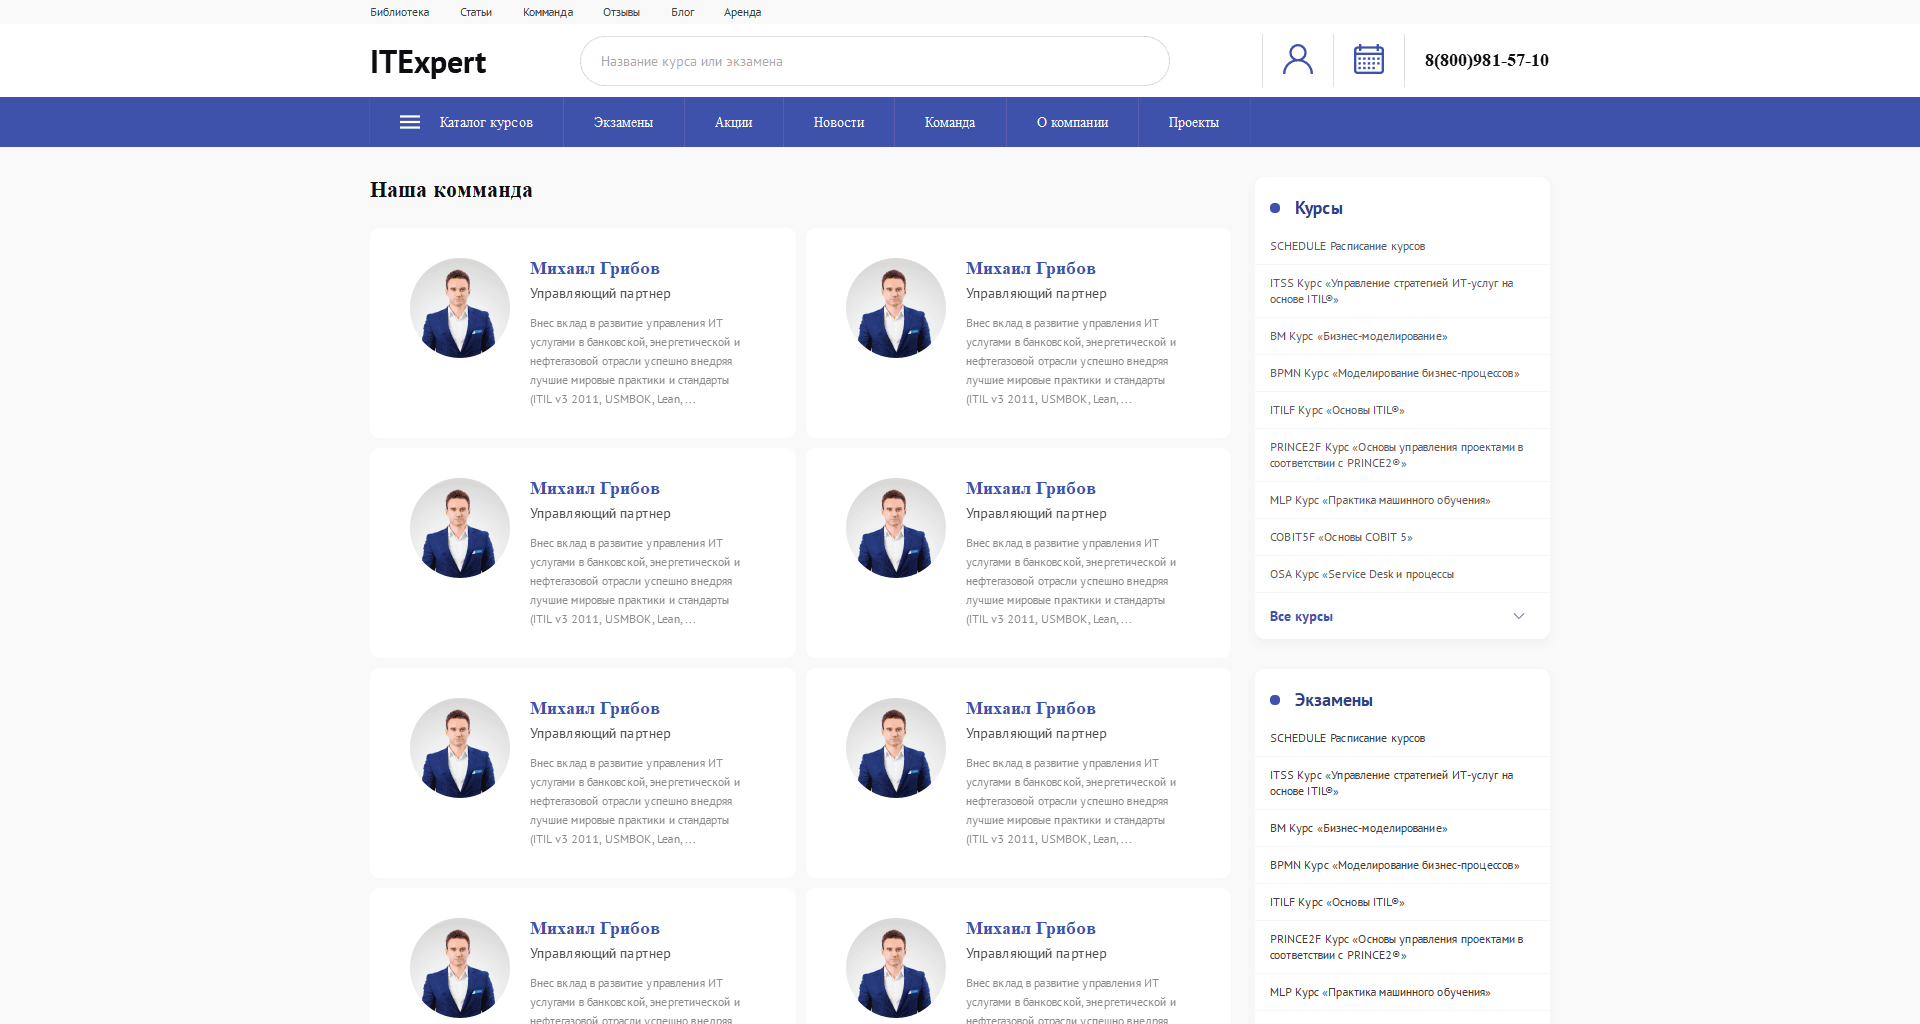 Библиотека Статьи Комманда Отзывы Блог Аренда
ITExpert
Название курса или экзамена
8(800)981-57-10
Каталог курсов Экзамены Акции Новости Команда О компании Проекты
Наша комманда
Михаил Грибов
Управляющий партнер
Внес вклад в развитие управления ИТ
услугами в банковской, энергетической и
нефтегазовой отрасли успешно внедряя
лучшие мировые практики и стандарты
(ITIL v3 2011, USMBOK, Lean, ...
Михаил Грибов
Управляющий партнер
Внес вклад в развитие управления ИТ
услугами в банковской, энергетической и
нефтегазовой отрасли успешно внедряя
лучшие мировые практики и стандарты
(ITIL v3 2011, USMBOK, Lean, ...
Михаил Грибов
Управляющий партнер
Внес вклад в развитие управления ИТ
услугами в банковской, энергетической и
нефтегазовой отрасли успешно внедряя
лучшие мировые практики и стандарты
(ITIL v3 2011, USMBOK, Lean, ...
Михаил Грибов
Управляющий партнер
Внес вклад в развитие управления ИТ
услугами в банковской, энергетической и
нефтегазовой отрасли успешно внедряя
лучшие мировые практики и стандарты
(ITIL v3 2011, USMBOK, Lean, ...
Михаил Грибов
Управляющий партнер
Внес вклад в развитие управления ИТ
услугами в банковской, энергетической и
нефтегазовой отрасли успешно внедряя
лучшие мировые практики и стандарты
(ITIL v3 2011, USMBOK, Lean, ...
Михаил Грибов
Управляющий партнер
Внес вклад в развитие управления ИТ
услугами в банковской, энергетической и
нефтегазовой отрасли успешно внедряя
лучшие мировые практики и стандарты
(ITIL v3 2011, USMBOK, Lean, ...
Михаил Грибов
Управляющий партнер
Внес вклад в развитие управления ИТ
услугами в банковской, энергетической и
нефтегазовой отрасли успешно внедряя
Михаил Грибов
Управляющий партнер
Внес вклад в развитие управления ИТ
услугами в банковской, энергетической и
нефтегазовой отрасли успешно внедряя
Курсы
SCHEDULE Расписание курсов
ITSS Курс «Управление стратегией ИТ-услуг на
основе ITIL®»
BM Курс «Бизнес-моделирование»
BPMN Курс «Моделирование бизнес-процессов»
ITILF Курс «Основы ITIL®»
PRINCE2F Курс «Основы управления проектами в
соответствии с PRINCE2®»
MLP Курс «Практика машинного обучения»
COBIT5F «Основы COBIT 5»
OSA Курс «Service Desk и процессы
Все курсы
Экзамены
SCHEDULE Расписание курсов
ITSS Курс «Управление стратегией ИТ-услуг на
основе ITIL®»
BM Курс «Бизнес-моделирование»
BPMN Курс «Моделирование бизнес-процессов»
ITILF Курс «Основы ITIL®»
PRINCE2F Курс «Основы управления проектами в
соответствии с PRINCE2®»
MLP Курс «Практика машинного обучения»